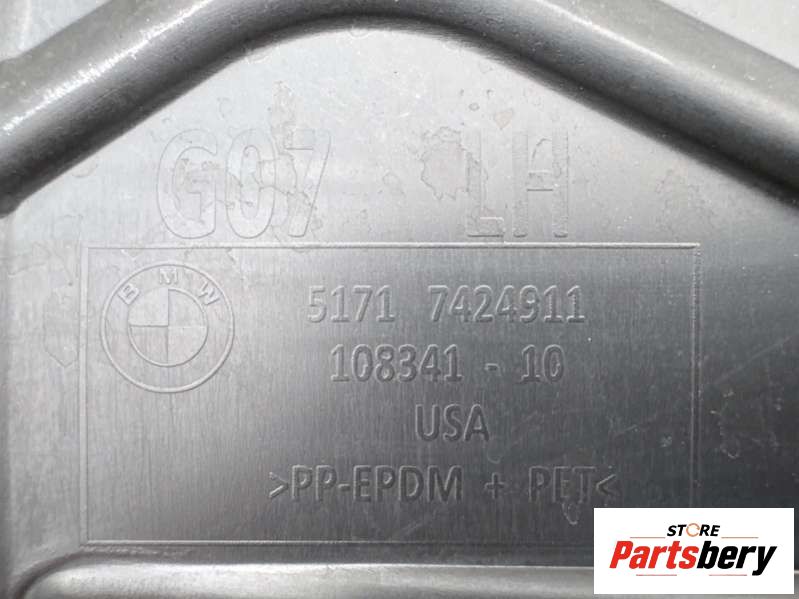 G07 LH
BMW
5171 7424911
108341 - 10
USA
>PP-EPDM + PET<
STORE
Partsbery